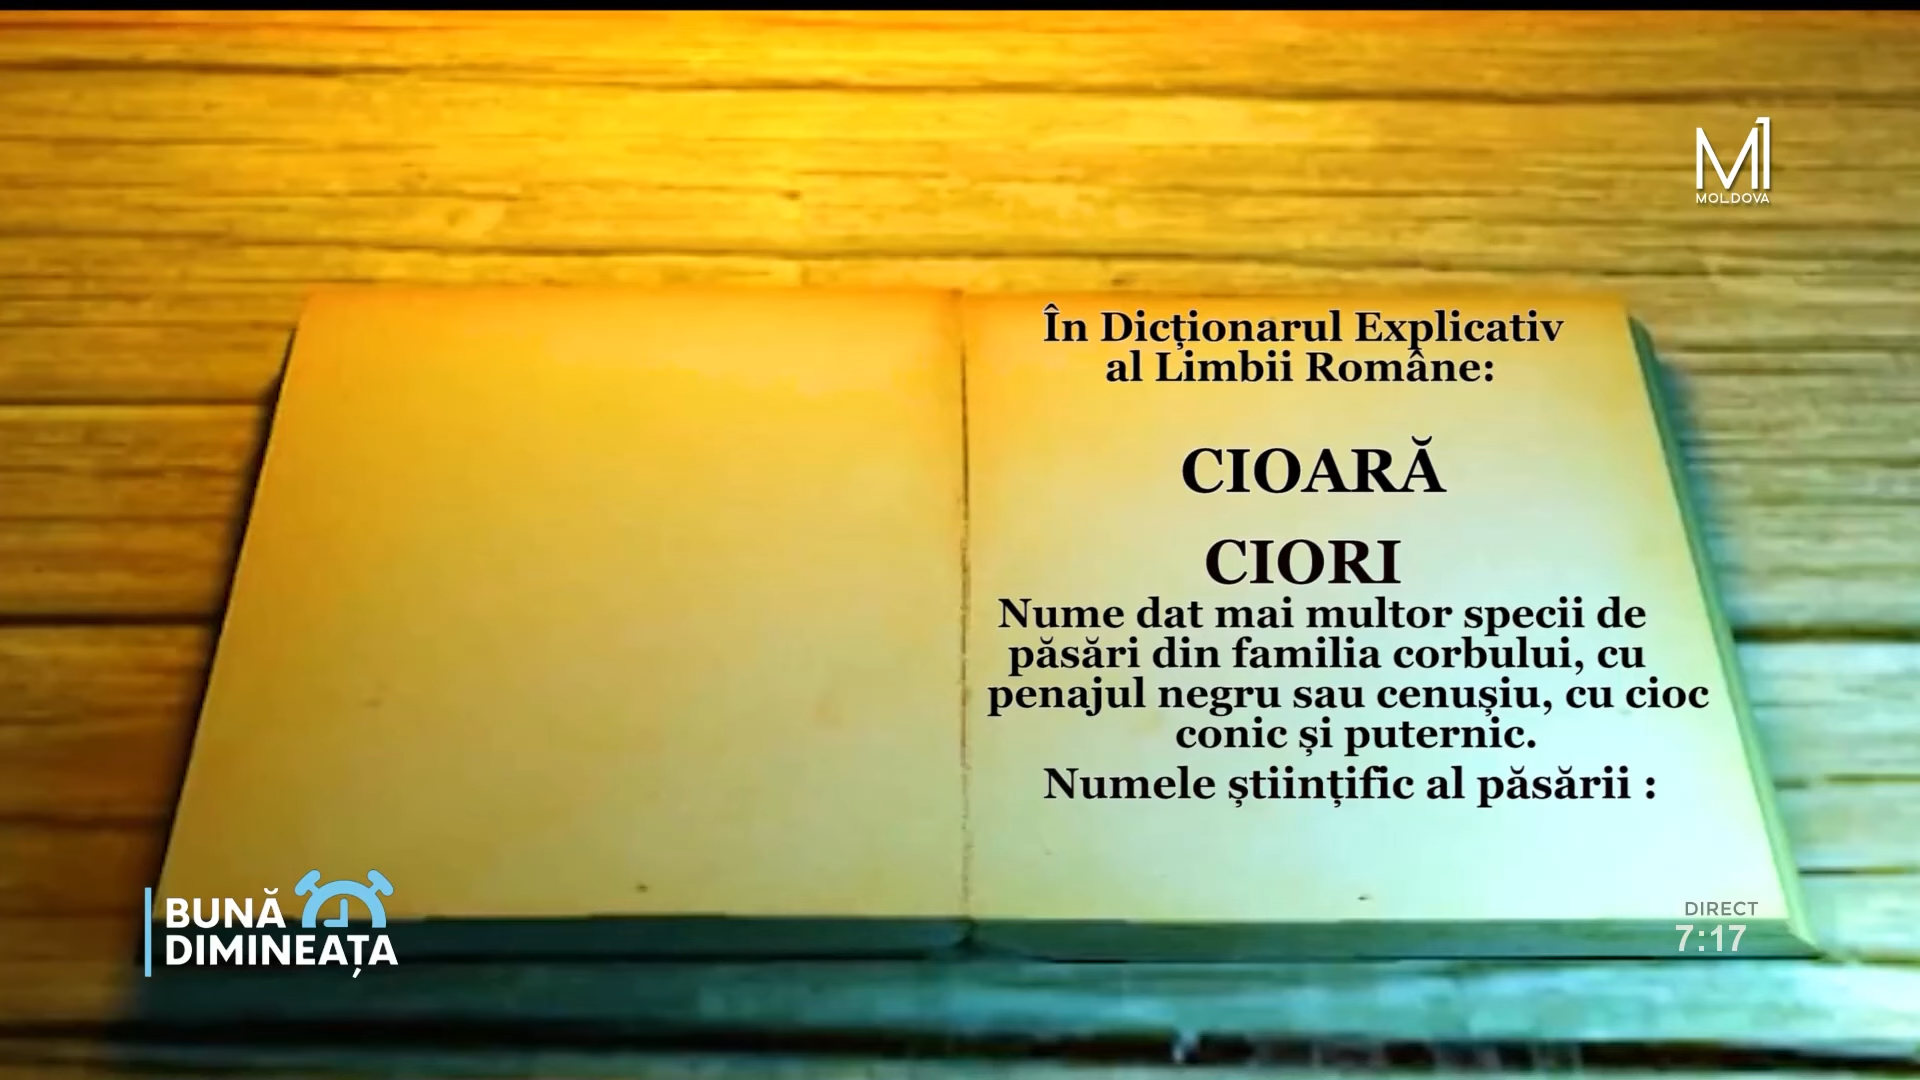 M1
MOLDOVA
În Dicționarul Explicativ
al Limbii Române:
CIOARĂ
CIORI
Nume dat mai multor specii de
păsări din familia corbului, cu
penajul negru sau cenușiu, cu cioc
conic și puternic.
Numele științific al păsării :
BUNĂ
DIMINEAȚA
DIRECT
7:17